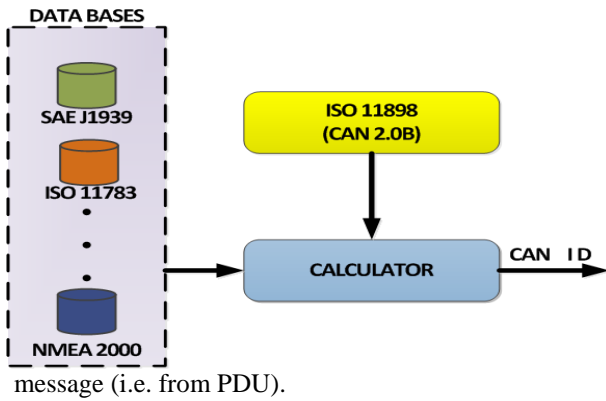 DATA BASES
SAE J1939
ISO 11783
NMEA 2000
ISO 11898
(CAN 2.0B)
CALCULATOR
CAN ID
message (i.e. from PDU).